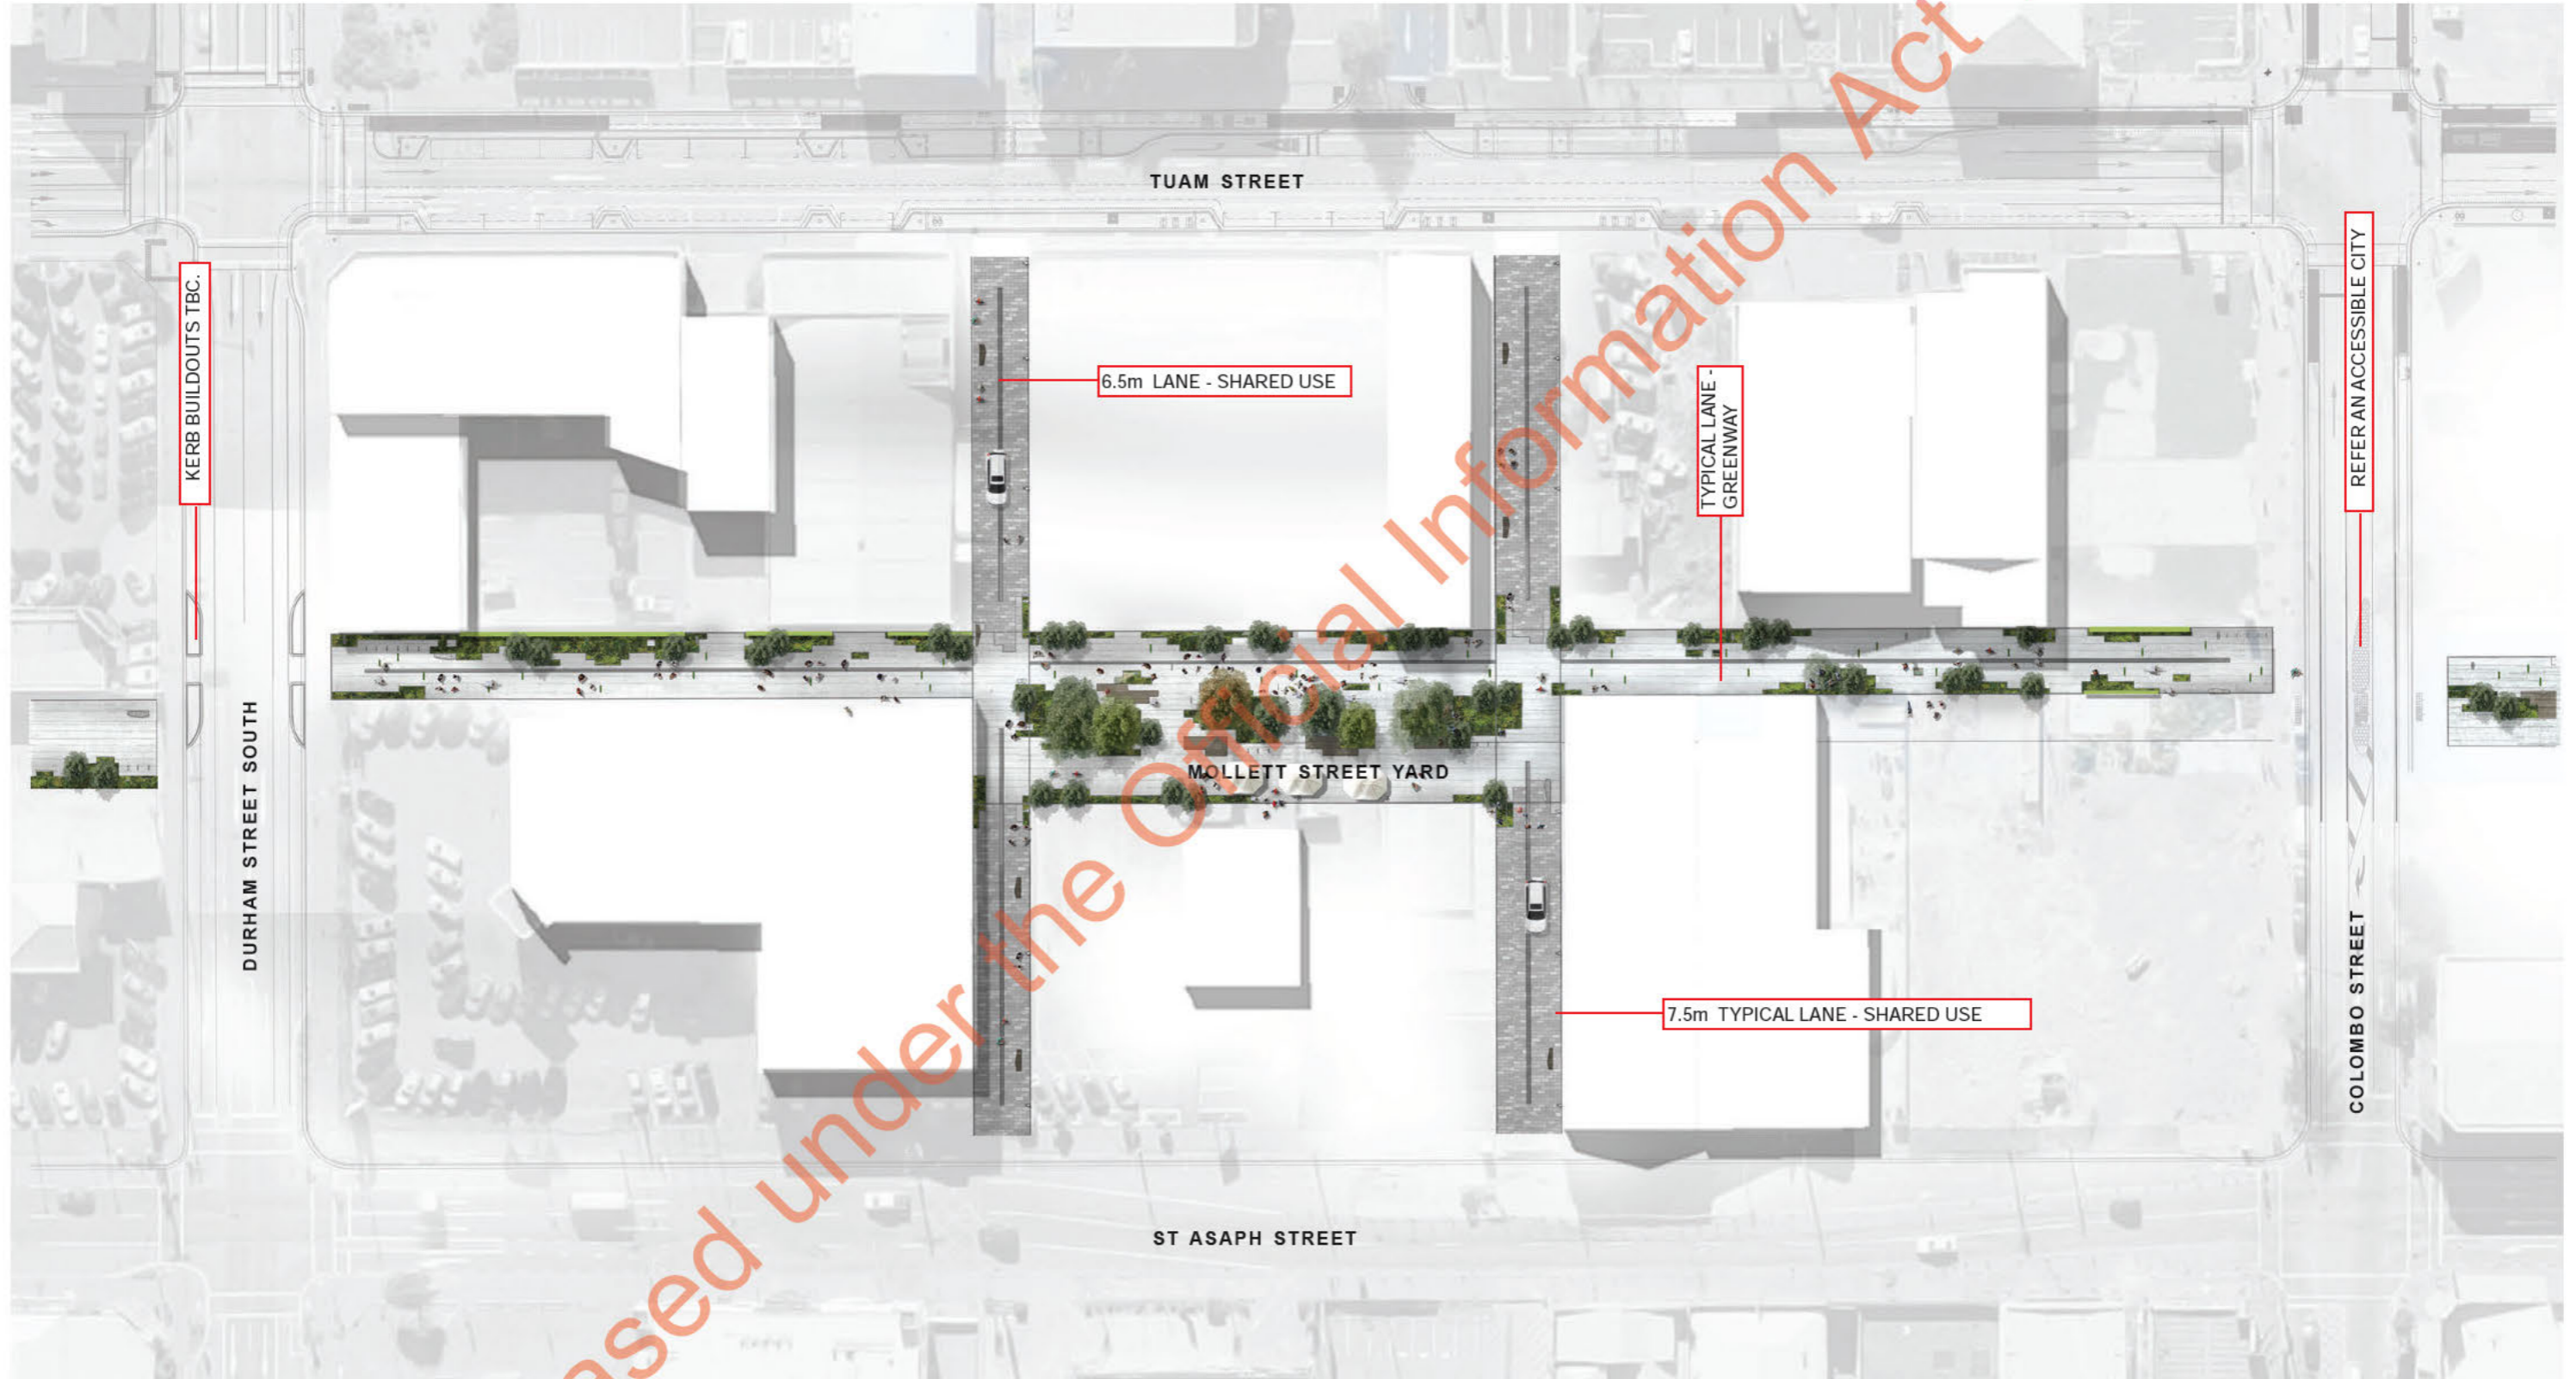 TUAM STREET
KERB BUILDOUTS TBC.
REFER AN ACCESSIBLE CITY
6.5m LANE - SHARED USE
TYPICAL LANE -
GREENWAY
MOLLETT STREET YARD
DURHAM STREET SOUTH
COLOMBO STREET
7.5m TYPICAL LANE - SHARED USE
ST ASAPH STREET
ased under the Official Information Act